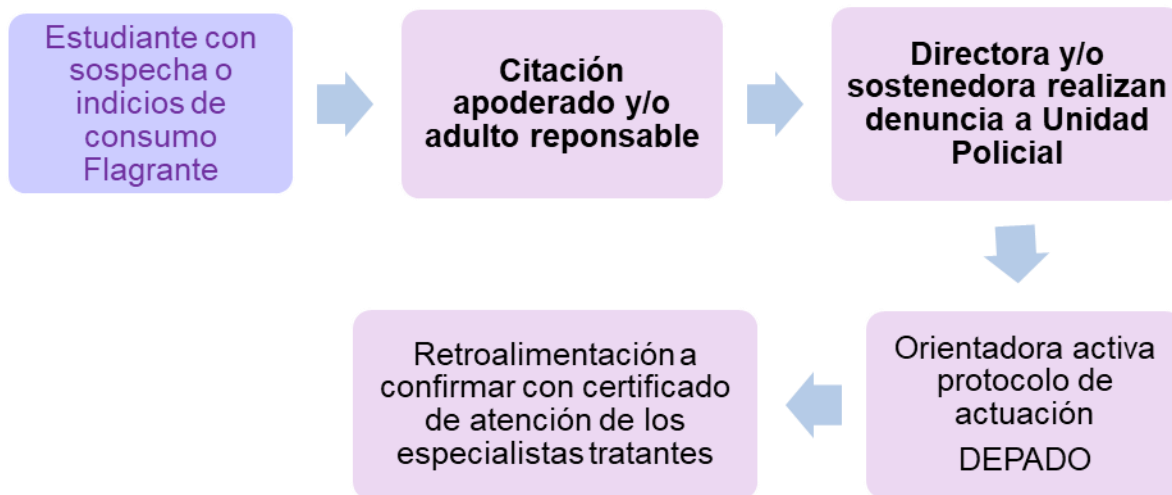 Estudiante con
sospecha o
indicios de
consumo
Flagrante
Citación
apoderado y/o
adulto reponsable
Directora y/o
sostenedora realizan
denuncia a Unidad
Policial
Orientadora activa
protocolo de
actuación
DEPADO
Retroalimentación a
confirmar con certificado
de atención de los
especialistas tratantes